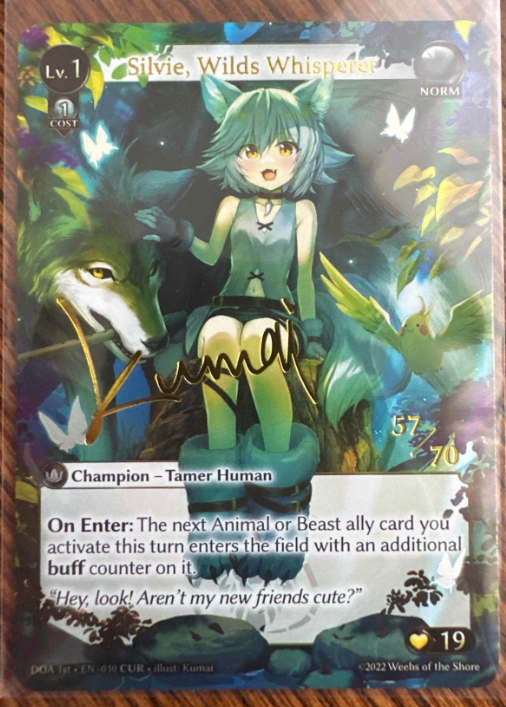 Lv. 1
Silvie, Wilds Whisperer
NORM
1
COST
Kumai
57/70
Champion – Tamer Human
On Enter: The next Animal or Beast ally card you
activate this turn enters the field with an additional
buff counter on it.
"Hey, look! Aren't my new friends cute?"
19
DOA 1st • EN -030 CUR • illust: Kumai
©2022 Weebs of the Shore